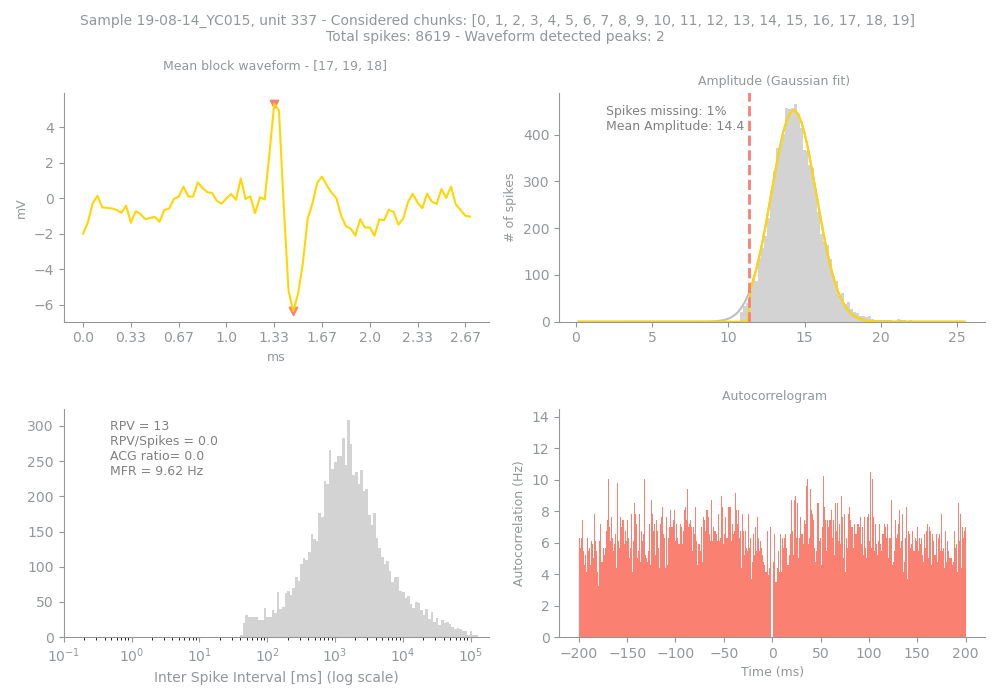 Sample 19-08-14_YC015, unit 337 - Considered chunks: [0, 1, 2, 3, 4, 5, 6, 7, 8, 9, 10, 11, 12, 13, 14, 15, 16, 17, 18, 19]
Total spikes: 8619 - Waveform detected peaks: 2
Mean block waveform - [17, 19, 18]
4
2
0
−2
−4
−6
mV
0.0 0.33 0.67 1.0 1.33 1.67 2.0 2.33 2.67
ms
Amplitude (Gaussian fit)
Spikes missing: 1%
Mean Amplitude: 14.4
400
300
200
100
0
# of spikes
0 5 10 15 20 25
RPV = 13
RPV/Spikes = 0.0
ACG ratio= 0.0
MFR = 9.62 Hz
300
250
200
150
100
50
0
10⁻¹ 10⁰ 10¹ 10² 10³ 10⁴ 10⁵
Inter Spike Interval [ms] (log scale)
Autocorrelogram
14
12
10
8
6
4
2
0
Autocorrelation (Hz)
−200 −150 −100 −50 0 50 100 150 200
Time (ms)